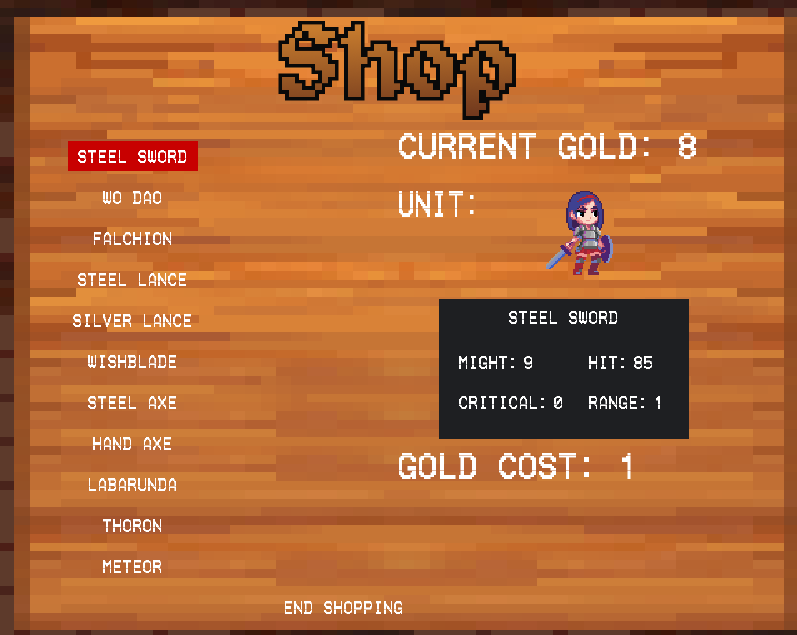 Shop
CURRENT GOLD: 8
UNIT:
STEEL SWORD
WO DAO
FALCHION
STEEL LANCE
SILVER LANCE
WISHBLADE
STEEL AXE
HAND AXE
LABARUNDA
THORON
METEOR
STEEL SWORD
MIGHT: 9 HIT: 85
CRITICAL: 0 RANGE: 1
GOLD COST: 1
END SHOPPING